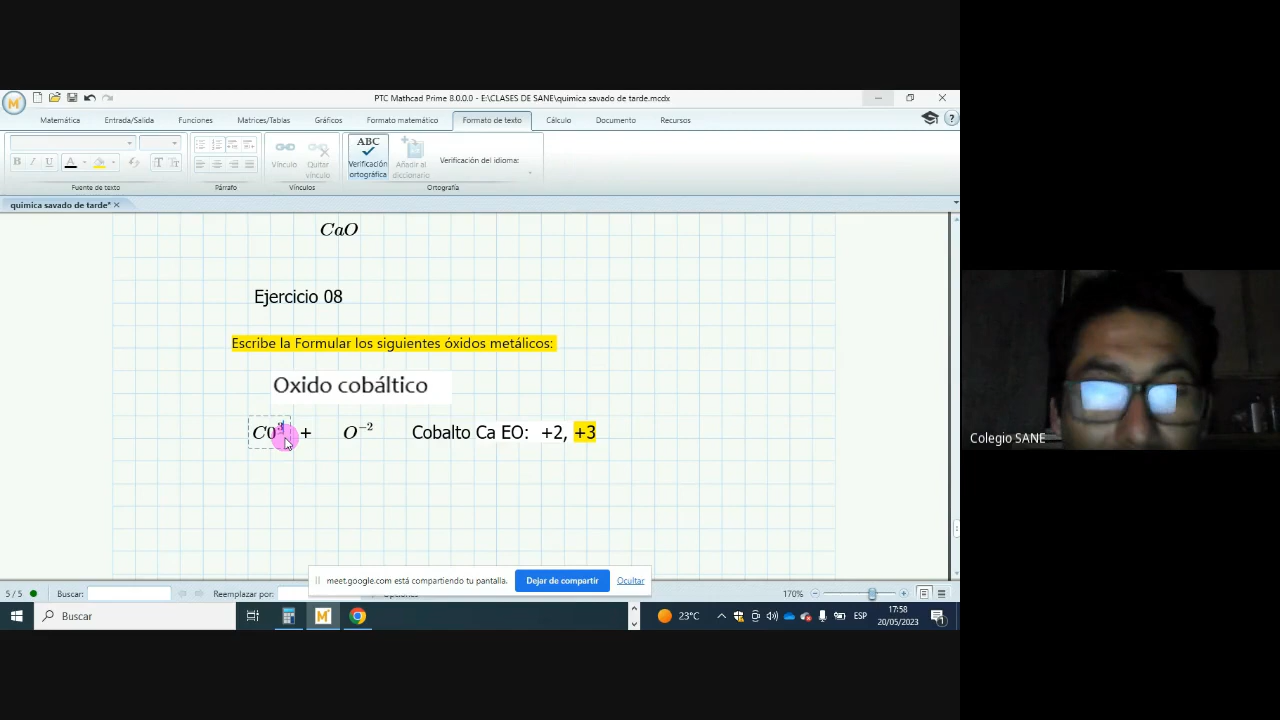 PTC Mathcad Prime 8.0.0.0 - E:\CLASES DE SANE\quimica savado de tarde.mcdx
Matemática Entrada/Salida Funciones Matrices/Tablas Gráficos Formato matemático Formato de texto Cálculo Documento Recursos
ABC
Verificación del idioma:
Vínculo Quitar vínculo Verificación ortográfica Añadir al diccionario
Fuente de texto Párrafo Vínculos Ortografía
quimica savado de tarde*
CaO
Ejercicio 08
Escribe la Formular los siguientes óxidos metálicos:
Oxido cobáltico
C0³ + O⁻² Cobalto Ca EO: +2, +3
Colegio SANE
meet.google.com está compartiendo tu pantalla. Dejar de compartir Ocultar
5/5 Buscar: Reemplazar por: 170%
Buscar 23°C ESP 17:58
20/05/2023